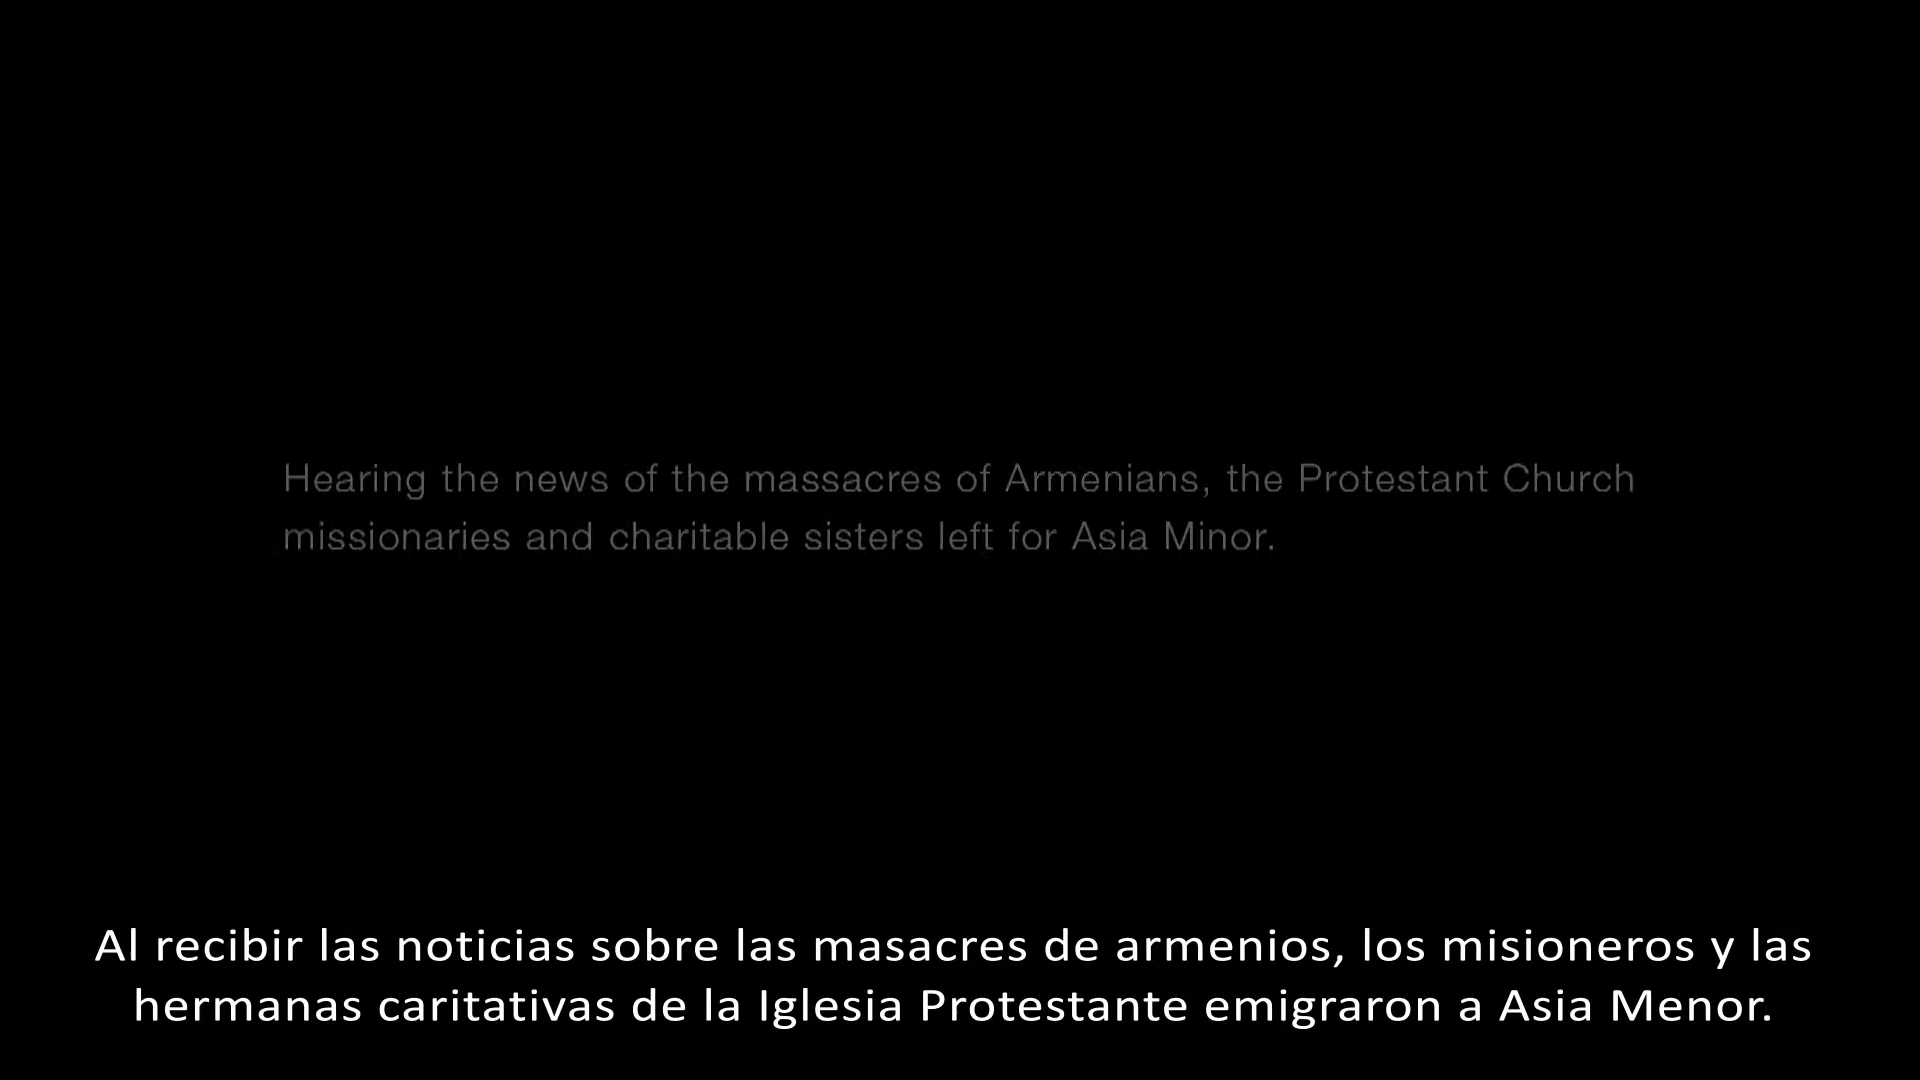 Hearing the news of the massacres of Armenians, the Protestant Church
missionaries and charitable sisters left for Asia Minor.
Al recibir las noticias sobre las masacres de armenios, los misioneros y las
hermanas caritativas de la Iglesia Protestante emigraron a Asia Menor.